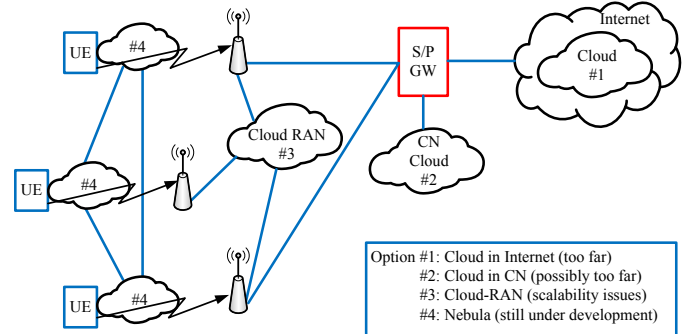 UE
#4
S/P
GW
Internet
Cloud
#1
Cloud RAN
#3
CN
Cloud
#2
UE
#4
UE
#4
Option #1: Cloud in Internet (too far)
#2: Cloud in CN (possibly too far)
#3: Cloud-RAN (scalability issues)
#4: Nebula (still under development)